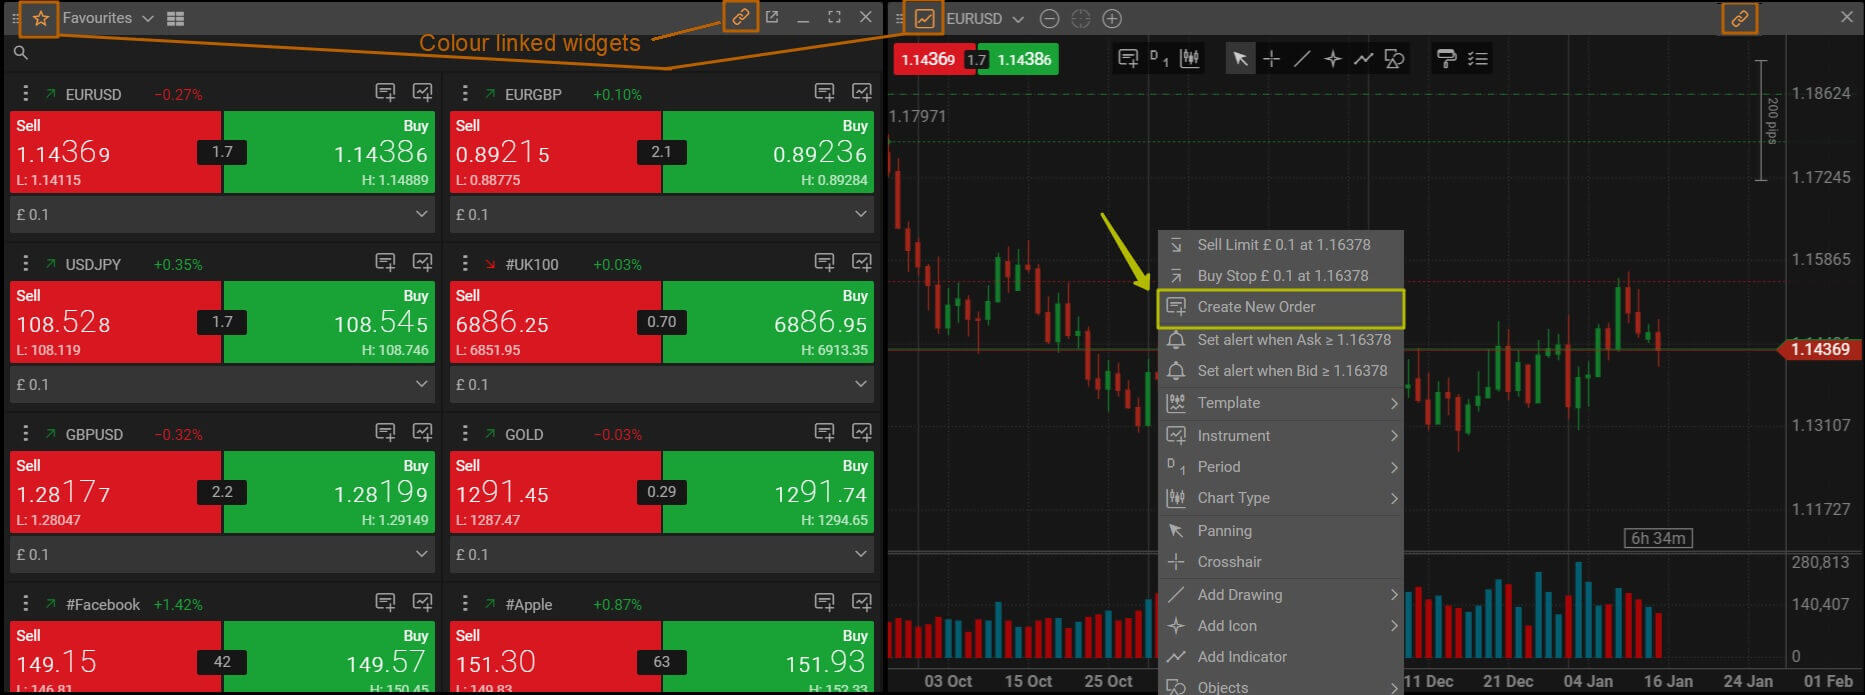 Favourites
Colour linked widgets
EURUSD −0.27%
Sell Buy
1.14369 1.7 1.14386
L: 1.14115 H: 1.14889
£ 0.1
EURGBP +0.10%
Sell Buy
0.89215 2.1 0.89236
L: 0.88775 H: 0.89284
£ 0.1
USDJPY +0.35%
Sell Buy
108.528 1.7 108.545
L: 108.119 H: 108.746
£ 0.1
#UK100 +0.03%
Sell Buy
6886.25 0.70 6886.95
L: 6851.95 H: 6913.35
£ 0.1
GBPUSD −0.32%
Sell Buy
1.28177 2.2 1.28199
L: 1.28047 H: 1.29149
£ 0.1
GOLD −0.03%
Sell Buy
1291.45 0.29 1291.74
L: 1287.47 H: 1294.65
£ 0.1
#Facebook +1.42%
Sell Buy
149.15 42 149.57
L: 146.81 H: 150.45
#Apple +0.87%
Sell Buy
151.30 63 151.93
L: 149.83 H: 152.33
EURUSD
1.14369 1.7 1.14386
D 1
1.17971
200 pips
1.18624
1.17245
1.15865
1.14369
1.13107
1.11727
6h 34m
280,813
140,407
0
Sell Limit £ 0.1 at 1.16378
Buy Stop £ 0.1 at 1.16378
Create New Order
Set alert when Ask ≥ 1.16378
Set alert when Bid ≥ 1.16378
Template
Instrument
D 1 Period
Chart Type
Panning
Crosshair
Add Drawing
Add Icon
Add Indicator
Objects
03 Oct 15 Oct 25 Oct 11 Dec 21 Dec 04 Jan 16 Jan 24 Jan 01 Feb